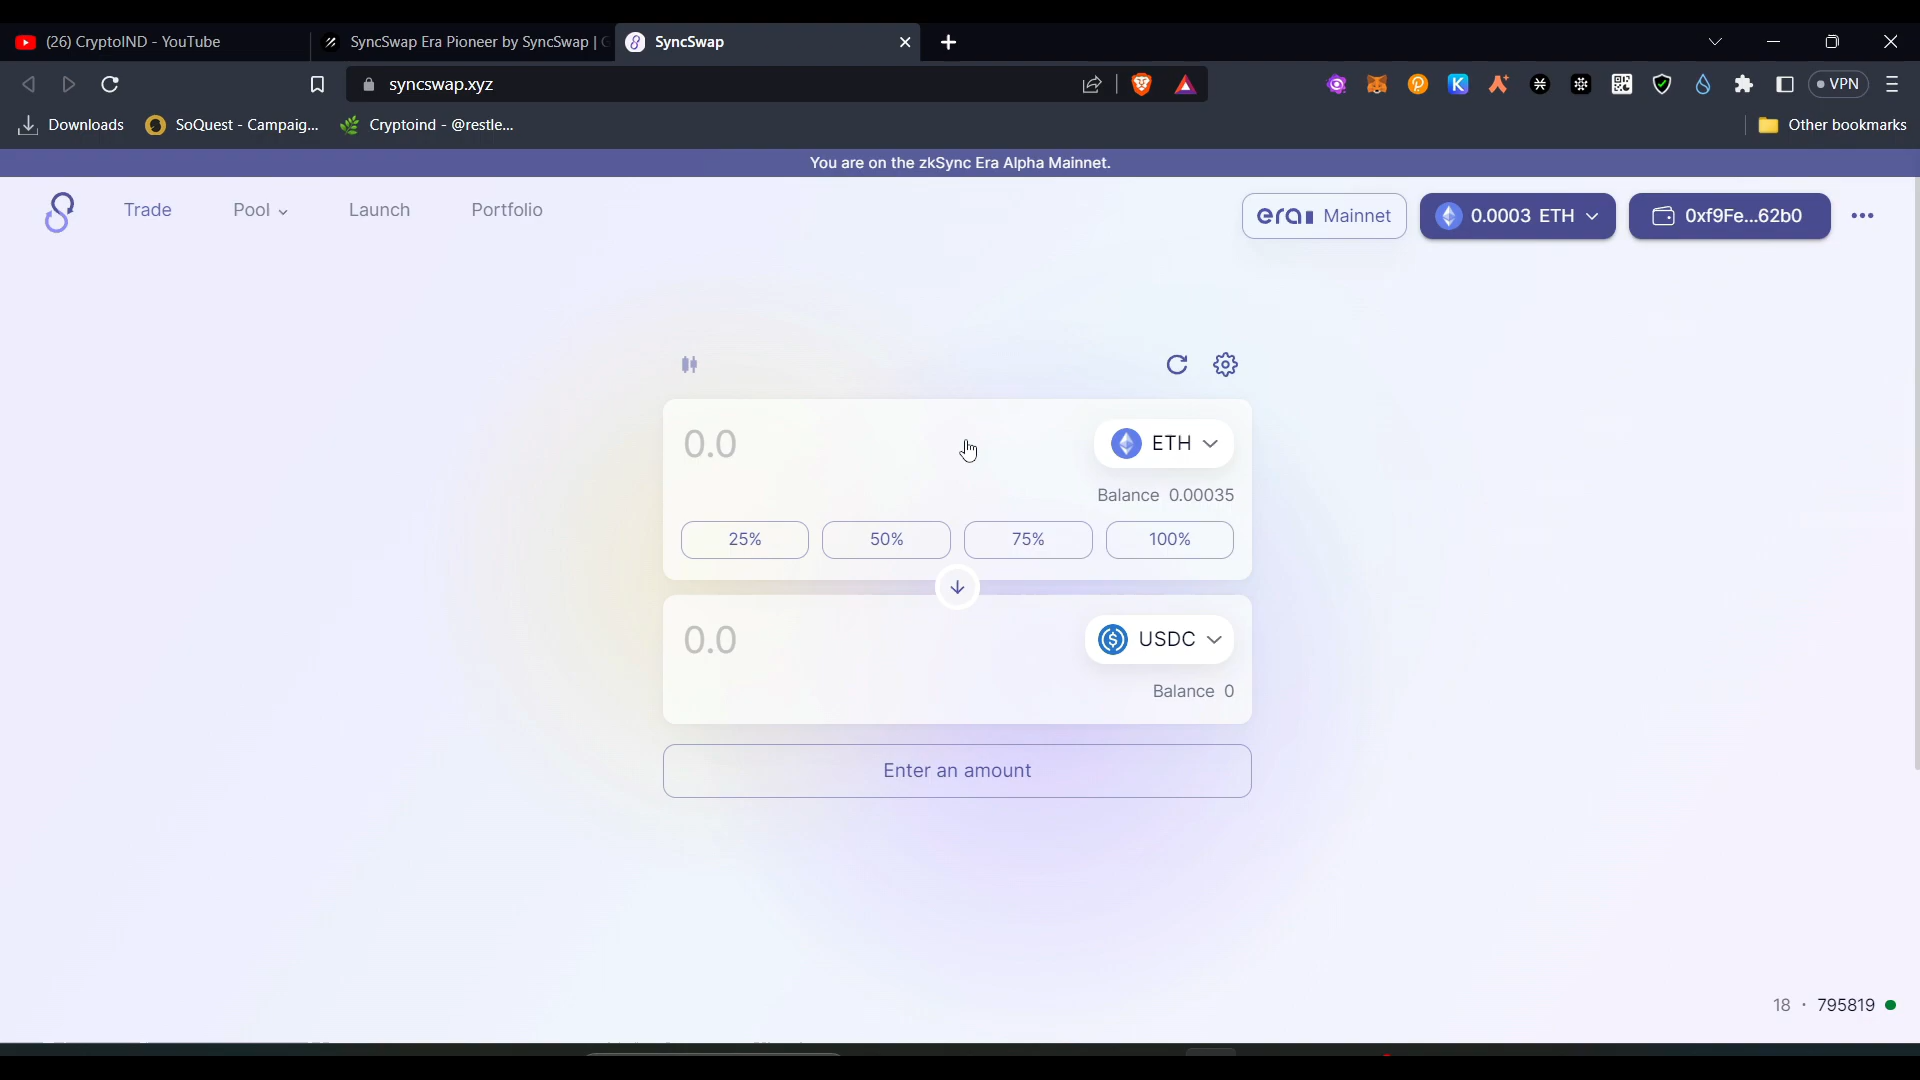 (26) CryptoIND - YouTube
SyncSwap Era Pioneer by SyncSwap |
SyncSwap
syncswap.xyz
VPN
Downloads
SoQuest - Campaig...
Cryptoind - @restle...
Other bookmarks
You are on the zkSync Era Alpha Mainnet.
Trade
Pool
Launch
Portfolio
era Mainnet
0.0003 ETH
0xf9Fe...62b0
0.0
ETH
Balance 0.00035
25%
50%
75%
100%
0.0
USDC
Balance 0
Enter an amount
18 · 795819